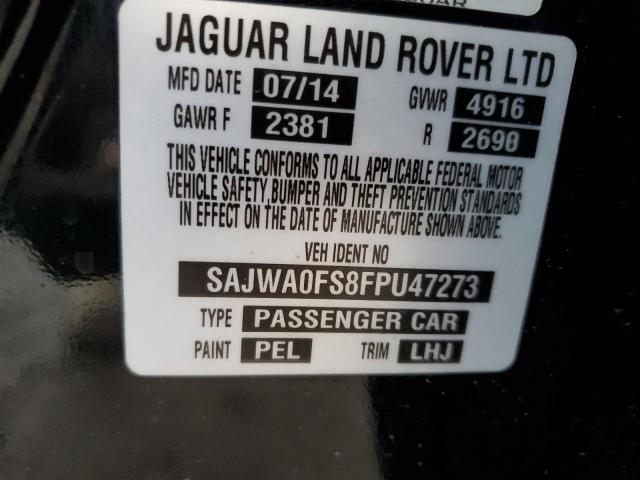 JAGUAR LAND ROVER LTD
MFD DATE 07/14 GVWR 4916
GAWR F 2381 R 2690
THIS VEHICLE CONFORMS TO ALL APPLICABLE FEDERAL MOTOR
VEHICLE SAFETY,BUMPER AND THEFT PREVENTION STANDARDS
IN EFFECT ON THE DATE OF MANUFACTURE SHOWN ABOVE.
VEH IDENT NO
SAJWA0FS8FPU47273
TYPE PASSENGER CAR
PAINT PEL TRIM LHJ